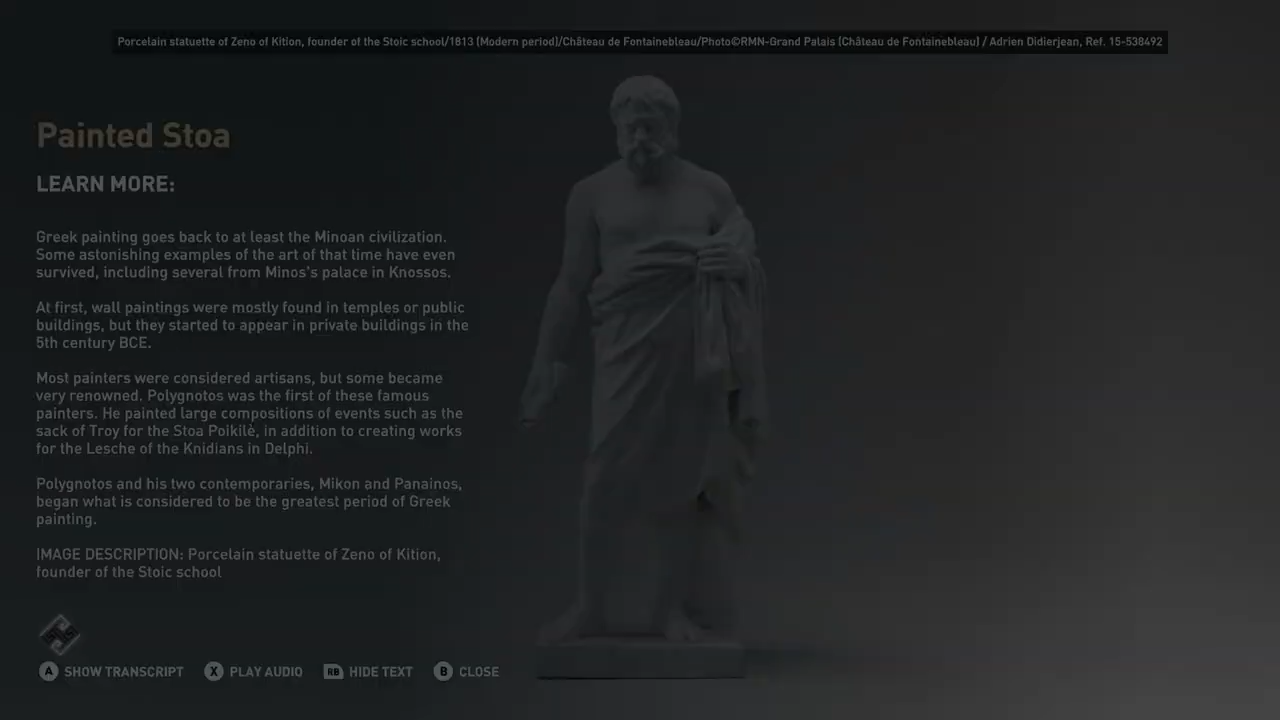 Porcelain statuette of Zeno of Kition, founder of the Stoic school/1813 (Modern period)/Château de Fontainebleau/Photo©RMN-Grand Palais (Château de Fontainebleau) / Adrien Didierjean, Ref. 15-538492
Painted Stoa
LEARN MORE:
Greek painting goes back to at least the Minoan civilization.
Some astonishing examples of the art of that time have even
survived, including several from Minos's palace in Knossos.
At first, wall paintings were mostly found in temples or public
buildings, but they started to appear in private buildings in the
5th century BCE.
Most painters were considered artisans, but some became
very renowned. Polygnotos was the first of these famous
painters. He painted large compositions of events such as the
sack of Troy for the Stoa Poikilè, in addition to creating works
for the Lesche of the Knidians in Delphi.
Polygnotos and his two contemporaries, Mikon and Panainos,
began what is considered to be the greatest period of Greek
painting.
IMAGE DESCRIPTION: Porcelain statuette of Zeno of Kition,
founder of the Stoic school
A SHOW TRANSCRIPT X PLAY AUDIO RB HIDE TEXT B CLOSE